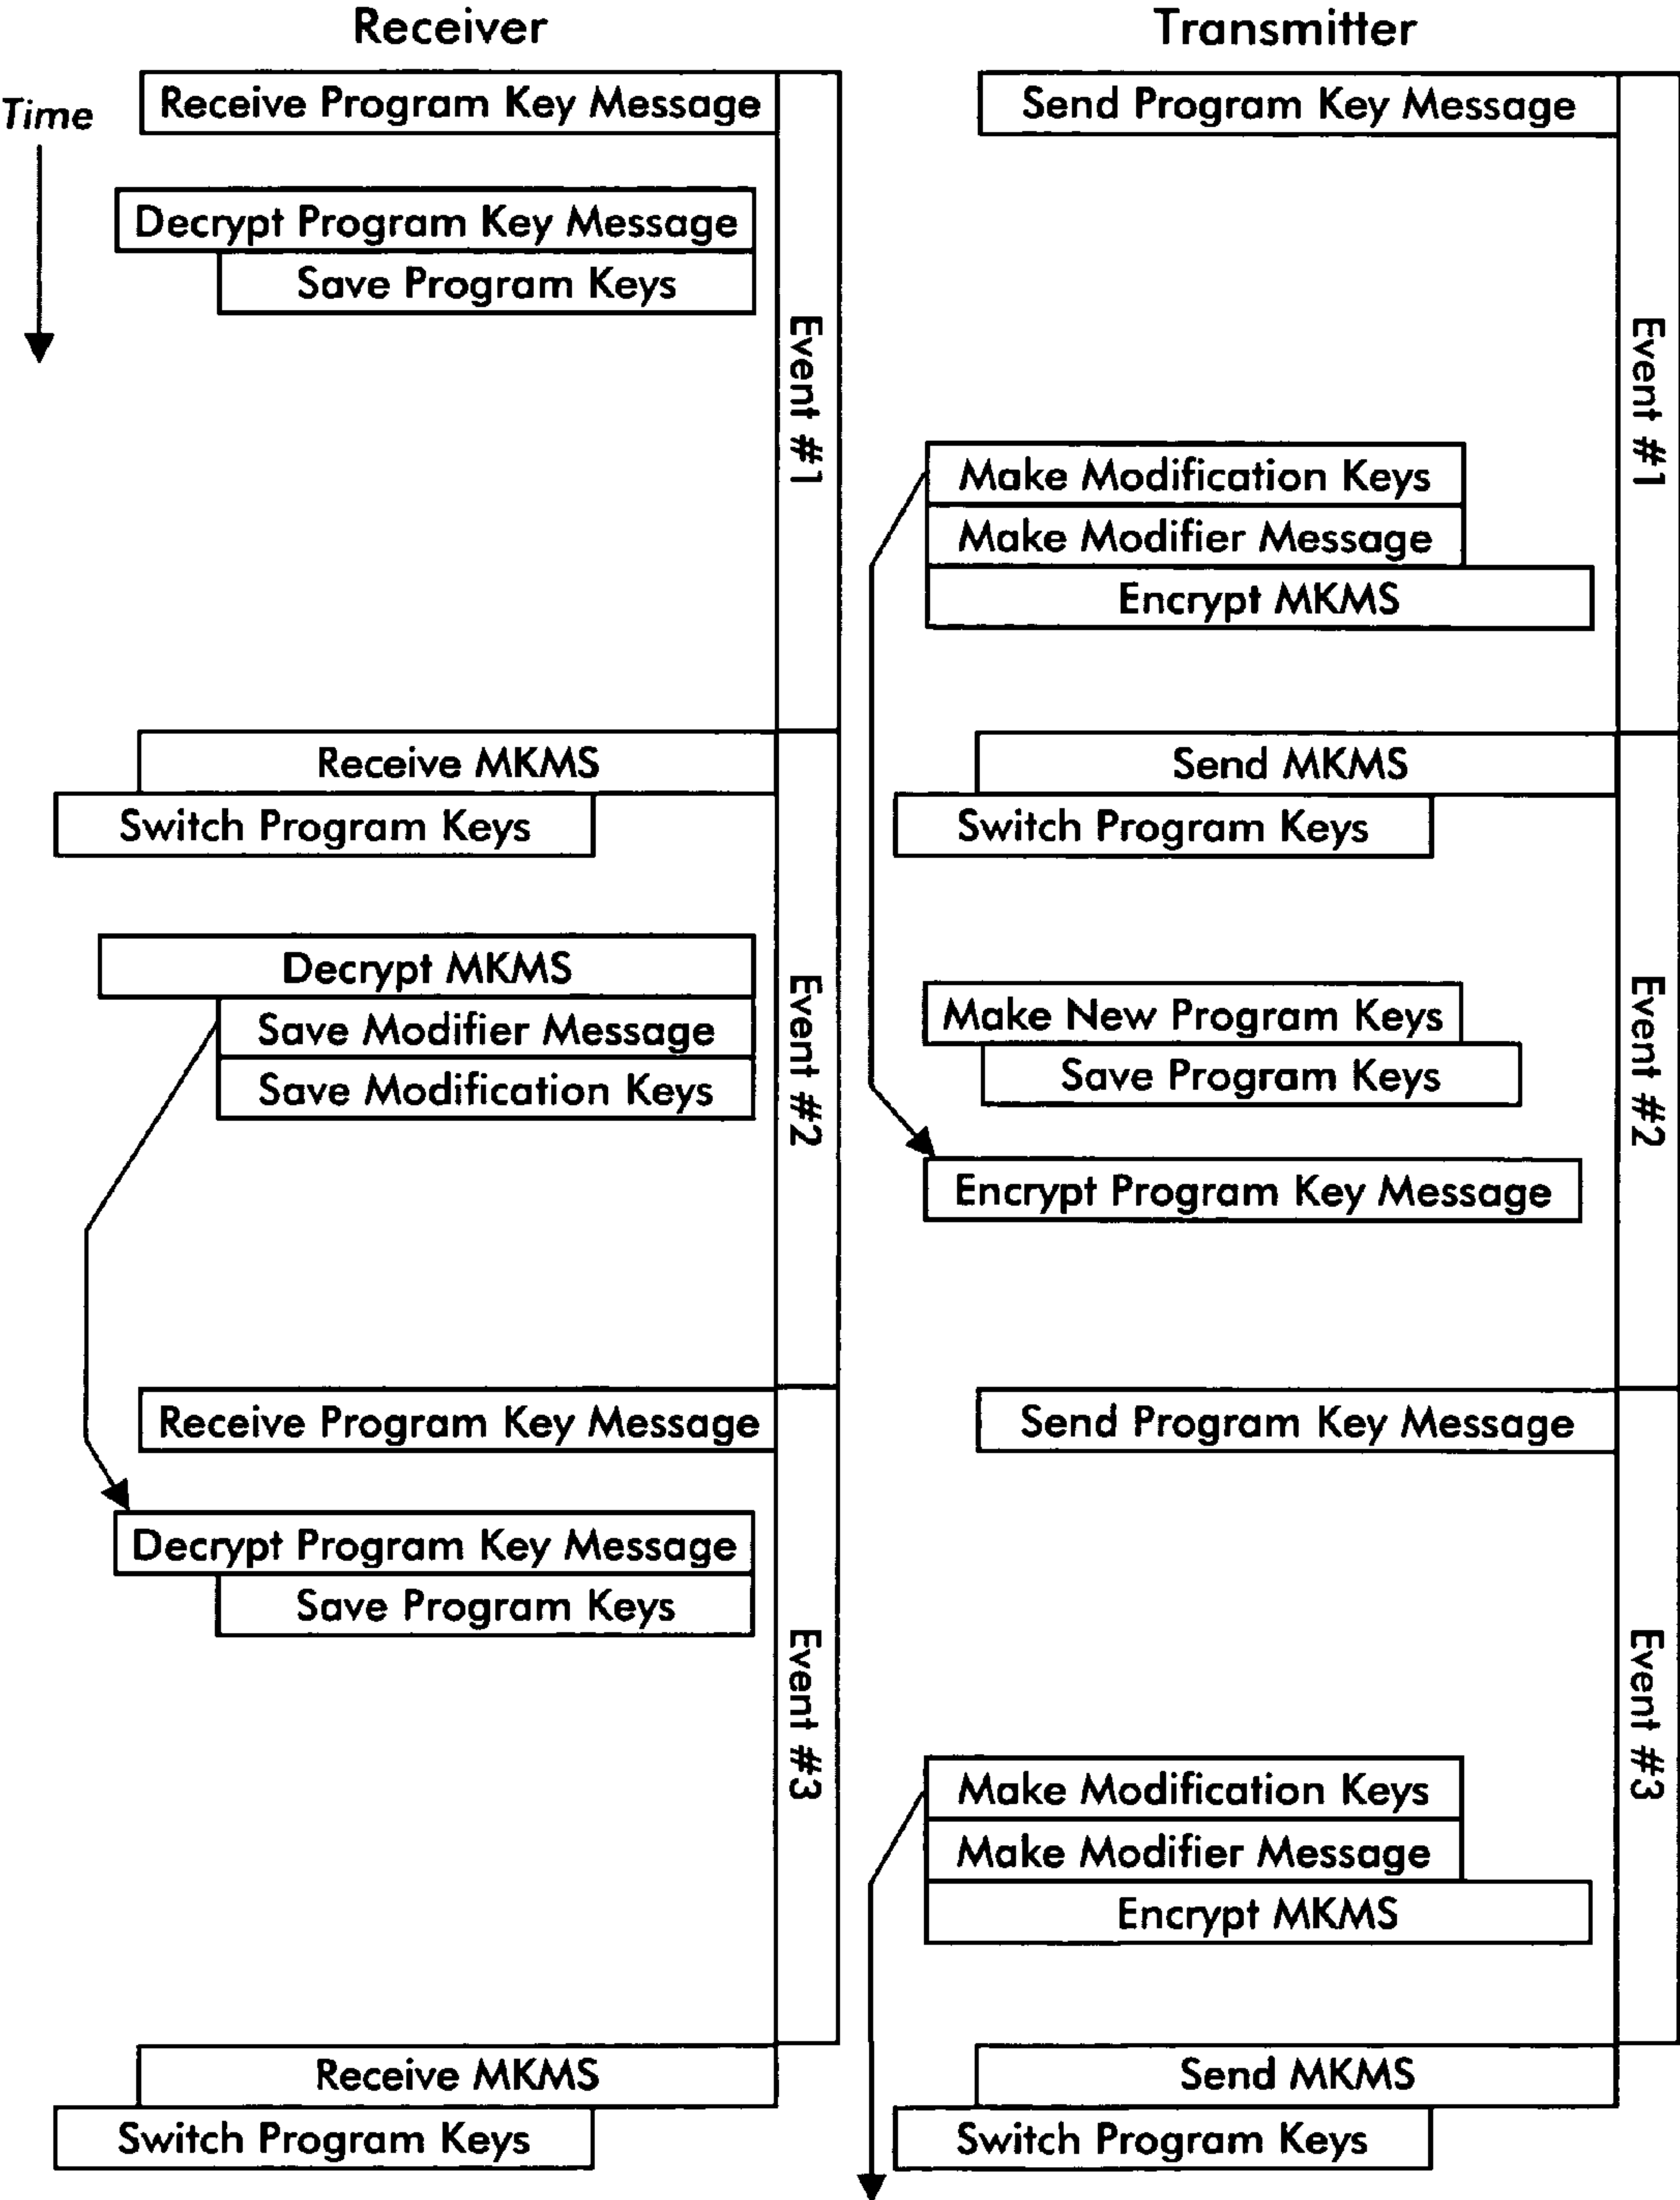 Receiver
Time
Receive Program Key Message
Decrypt Program Key Message
Save Program Keys
Event #1
Receive MKMS
Switch Program Keys
Decrypt MKMS
Save Modifier Message
Save Modification Keys
Event #2
Receive Program Key Message
Decrypt Program Key Message
Save Program Keys
Event #3
Receive MKMS
Switch Program Keys
Transmitter
Send Program Key Message
Event #1
Make Modification Keys
Make Modifier Message
Encrypt MKMS
Send MKMS
Switch Program Keys
Event #2
Make New Program Keys
Save Program Keys
Encrypt Program Key Message
Send Program Key Message
Event #3
Make Modification Keys
Make Modifier Message
Encrypt MKMS
Send MKMS
Switch Program Keys